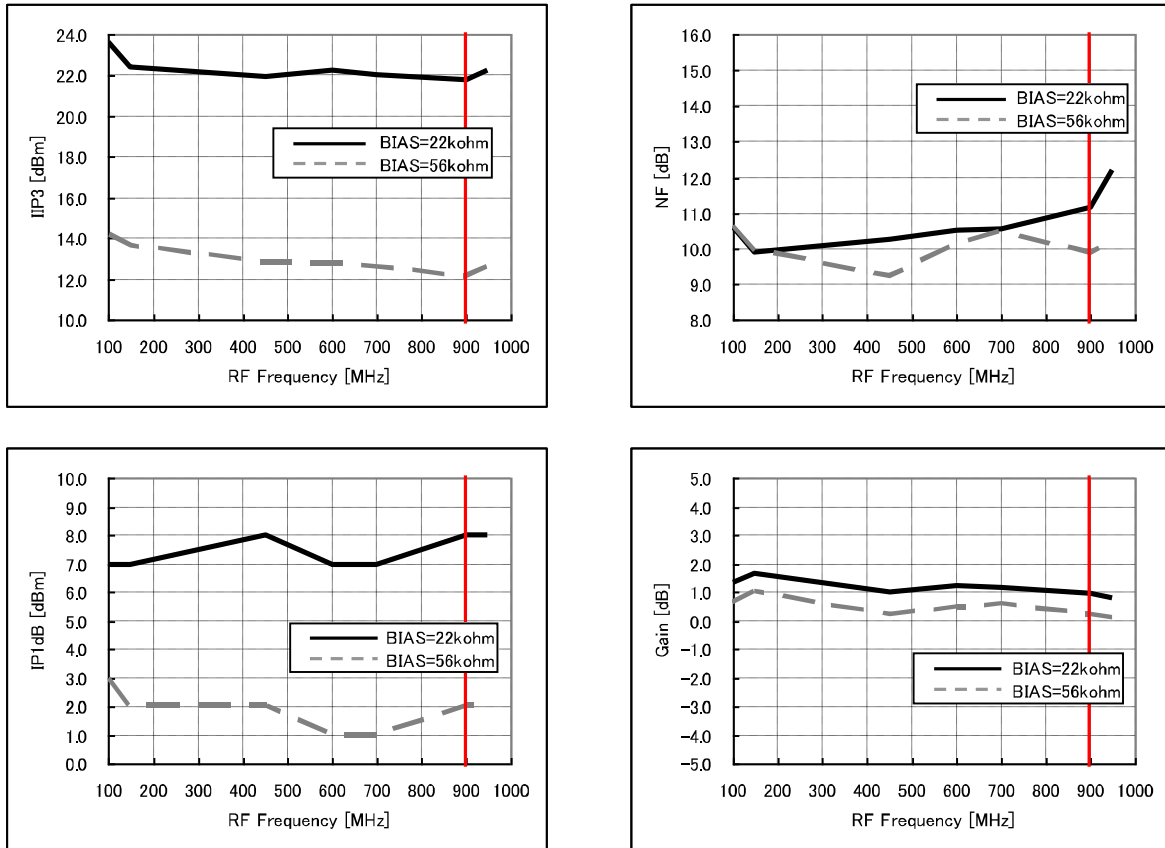 24.0
22.0
20.0
18.0
16.0
14.0
12.0
10.0
IIP3 [dBm]
BIAS=22kohm
BIAS=56kohm
100 200 300 400 500 600 700 800 900 1000
RF Frequency [MHz]
16.0
15.0
14.0
13.0
12.0
11.0
10.0
9.0
8.0
NF [dB]
BIAS=22kohm
BIAS=56kohm
100 200 300 400 500 600 700 800 900 1000
RF Frequency [MHz]
10.0
9.0
8.0
7.0
6.0
5.0
4.0
3.0
2.0
1.0
0.0
IP1dB [dBm]
BIAS=22kohm
BIAS=56kohm
100 200 300 400 500 600 700 800 900 1000
RF Frequency [MHz]
5.0
4.0
3.0
2.0
1.0
0.0
-1.0
-2.0
-3.0
-4.0
-5.0
Gain [dB]
BIAS=22kohm
BIAS=56kohm
100 200 300 400 500 600 700 800 900 1000
RF Frequency [MHz]